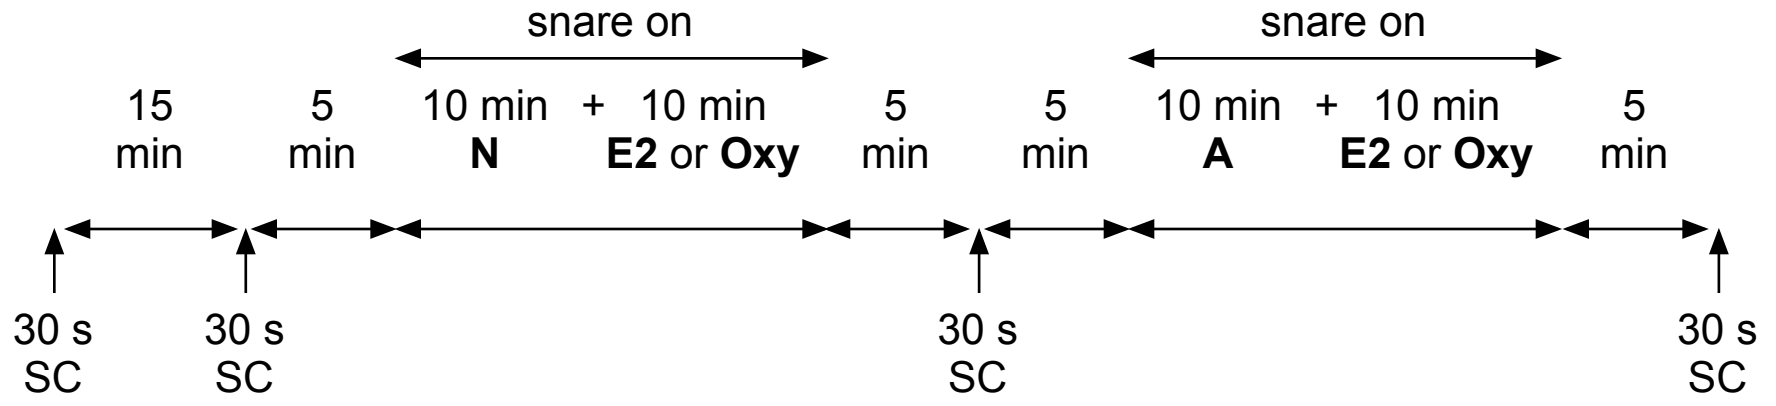 snare on snare on
15 5 10 min + 10 min 5 5 10 min + 10 min 5
min min N E2 or Oxy min min A E2 or Oxy min
30 s 30 s 30 s 30 s
SC SC SC SC